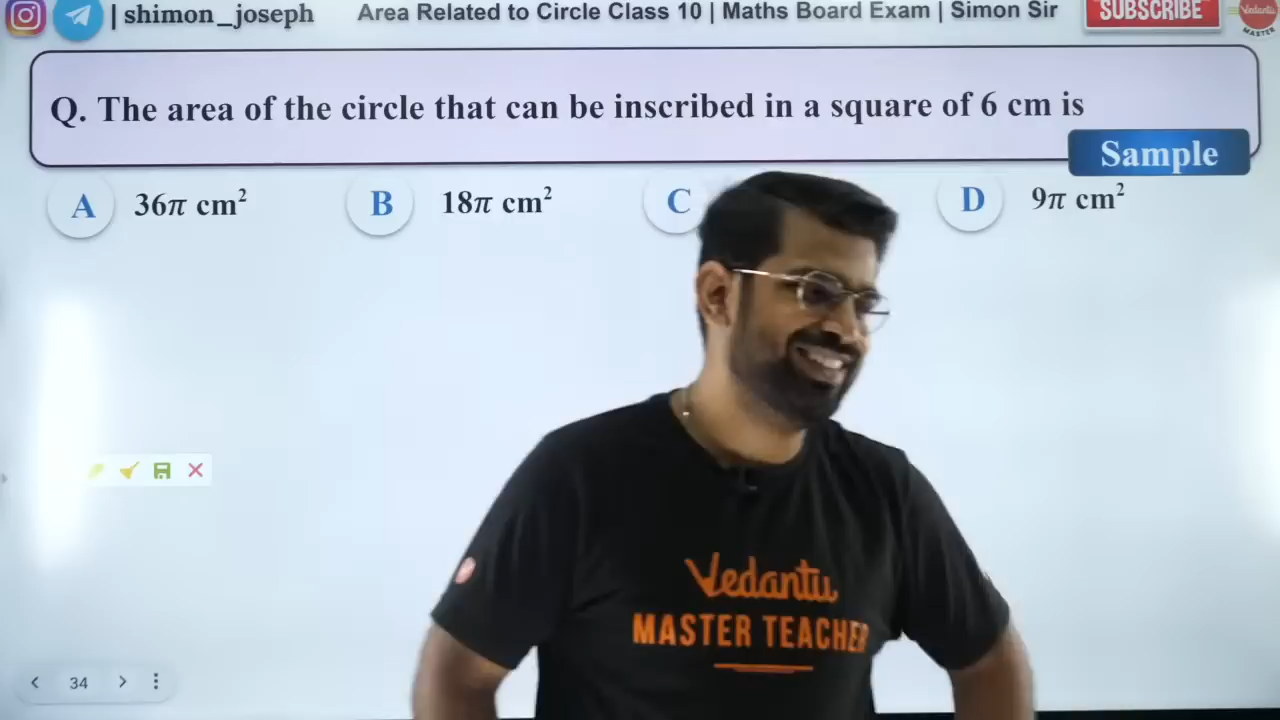 | shimon_joseph
Area Related to Circle Class 10 | Maths Board Exam | Simon Sir
SUBSCRIBE
Vedantu
MASTER
Q. The area of the circle that can be inscribed in a square of 6 cm is
Sample
A 36π cm²
B 18π cm²
C
D 9π cm²
Vedantu
MASTER TEACHER
34